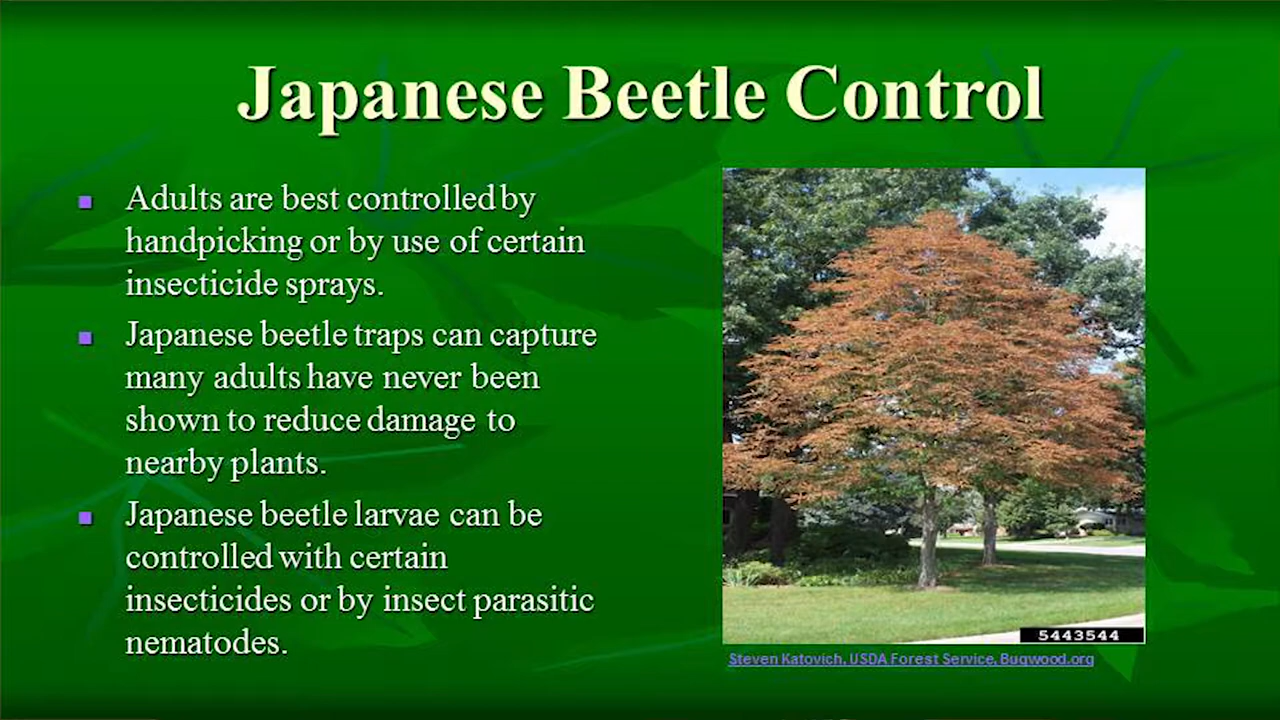 Japanese Beetle Control
Adults are best controlled by
handpicking or by use of certain
insecticide sprays.
Japanese beetle traps can capture
many adults have never been
shown to reduce damage to
nearby plants.
Japanese beetle larvae can be
controlled with certain
insecticides or by insect parasitic
nematodes.
5443544
Steven Katovich, USDA Forest Service, Bugwood.org